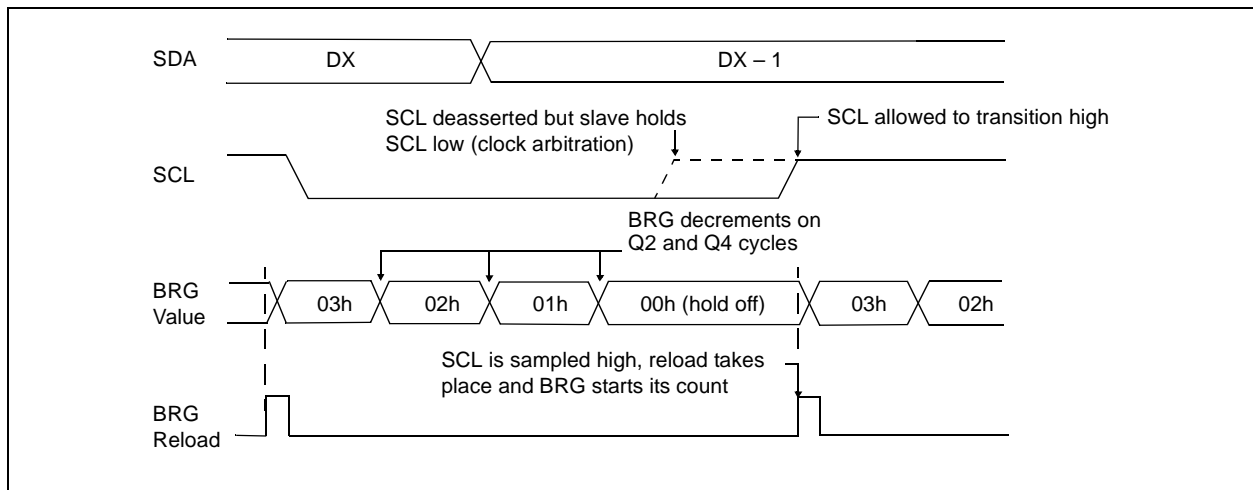 SDA
DX
DX – 1
SCL deasserted but slave holds
SCL low (clock arbitration)
SCL allowed to transition high
SCL
BRG decrements on
Q2 and Q4 cycles
BRG
Value
03h
02h
01h
00h (hold off)
03h
02h
SCL is sampled high, reload takes
place and BRG starts its count
BRG
Reload